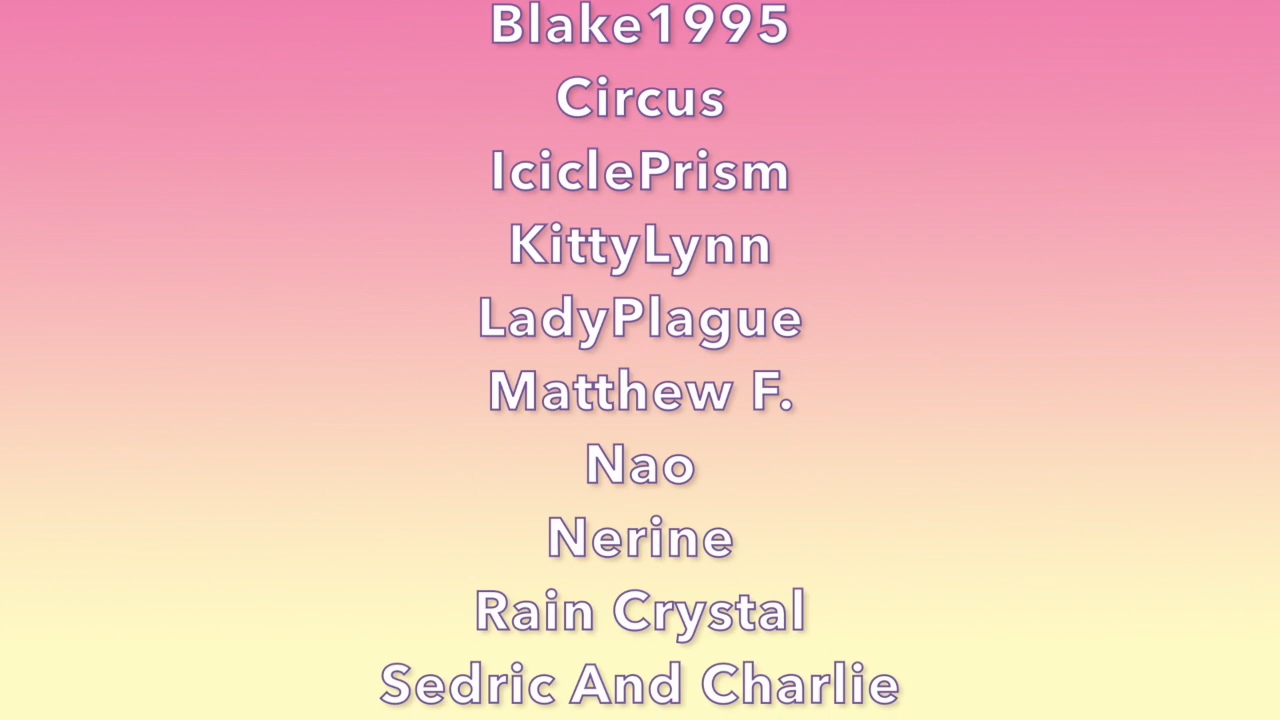 Blake1995
Circus
IciclePrism
KittyLynn
LadyPlague
Matthew F.
Nao
Nerine
Rain Crystal
Sedric And Charlie